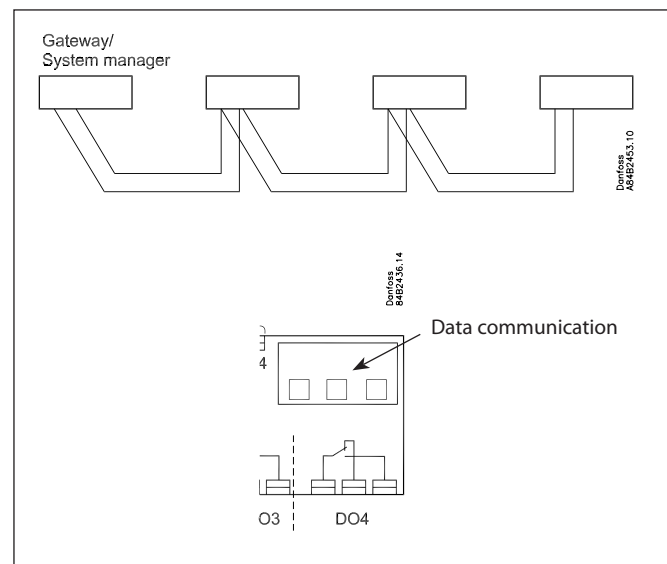 Gateway/
System manager
Danfoss
A84B2453.10
Danfoss
84B2436.14
Data communication
4
O3
DO4